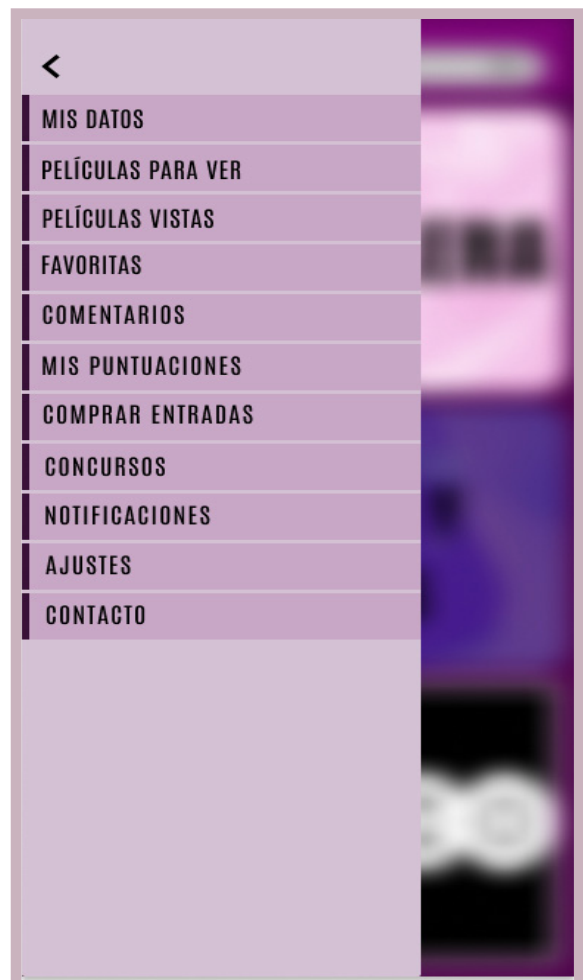 MIS DATOS
PELÍCULAS PARA VER
PELÍCULAS VISTAS
FAVORITAS
COMENTARIOS
MIS PUNTUACIONES
COMPRAR ENTRADAS
CONCURSOS
NOTIFICACIONES
AJUSTES
CONTACTO